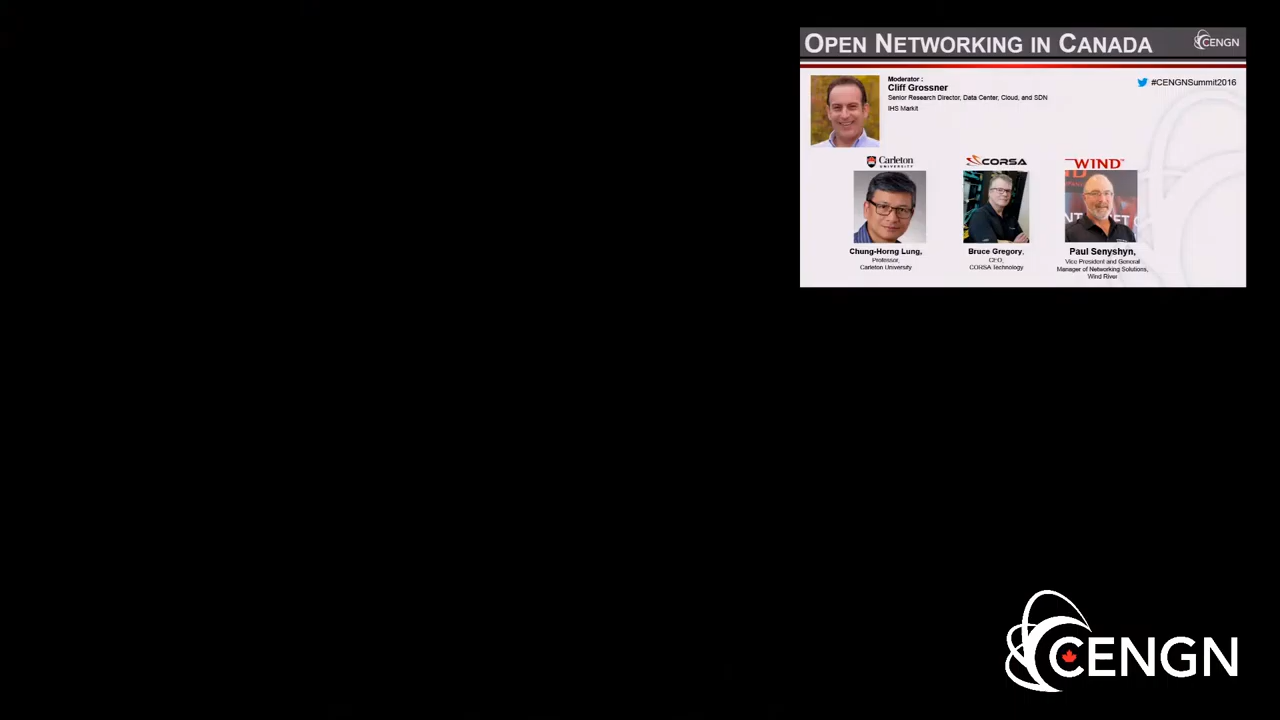 OPEN NETWORKING IN CANADA
CENGN
Moderator :
Cliff Grossner
Senior Research Director, Data Center, Cloud, and SDN
IHS Markit
#CENGNSummit2016
Carleton
UNIVERSITY
CORSA
WIND
Chung-Horng Lung,
Professor,
Carleton University
Bruce Gregory,
CEO,
CORSA Technology
Paul Senyshyn,
Vice President and General
Manager of Networking Solutions,
Wind River
CENGN